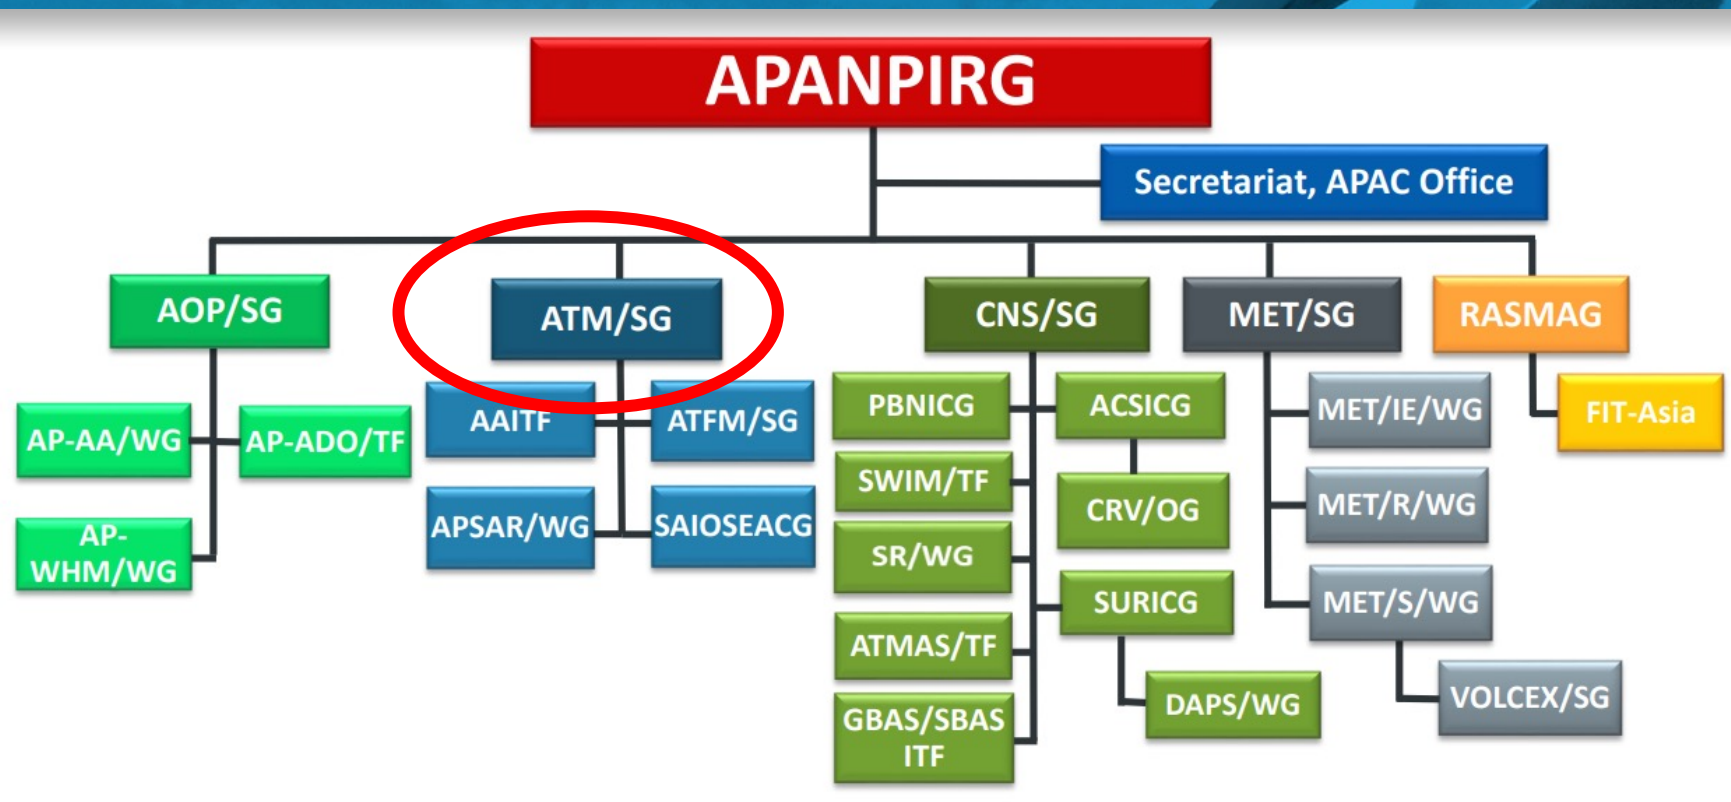 APANPIRG
Secretariat, APAC Office
AOP/SG
ATM/SG
CNS/SG
MET/SG
RASMAG
AP-AA/WG
AP-ADO/TF
AP-
WHM/WG
AAITF
ATFM/SG
APSAR/WG
SAIOSEACG
PBNICG
ACSICG
SWIM/TF
CRV/OG
SR/WG
SURICG
ATMAS/TF
DAPS/WG
GBAS/SBAS
ITF
MET/IE/WG
MET/R/WG
MET/S/WG
VOLCEX/SG
FIT-Asia